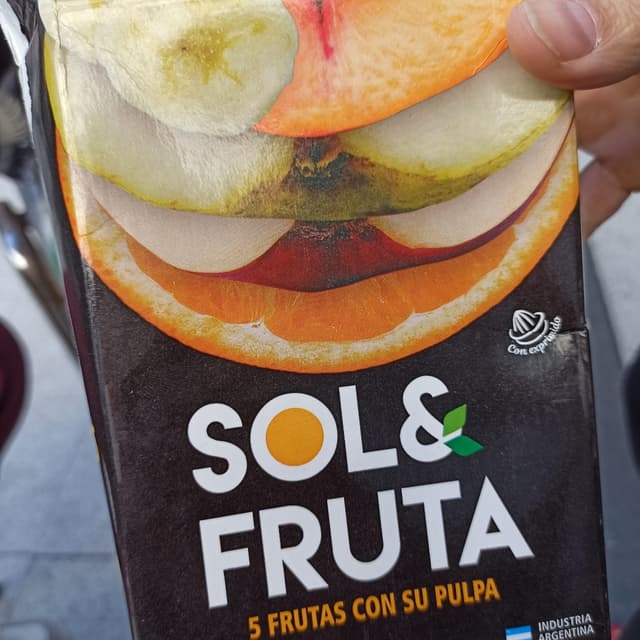 Con exprimido
SOL&
FRUTA
5 FRUTAS CON SU PULPA
INDUSTRIA
ARGENTINA